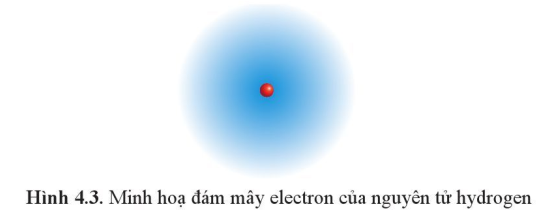 Hình 4.3. Minh hoạ đám mây electron của nguyên tử hydrogen